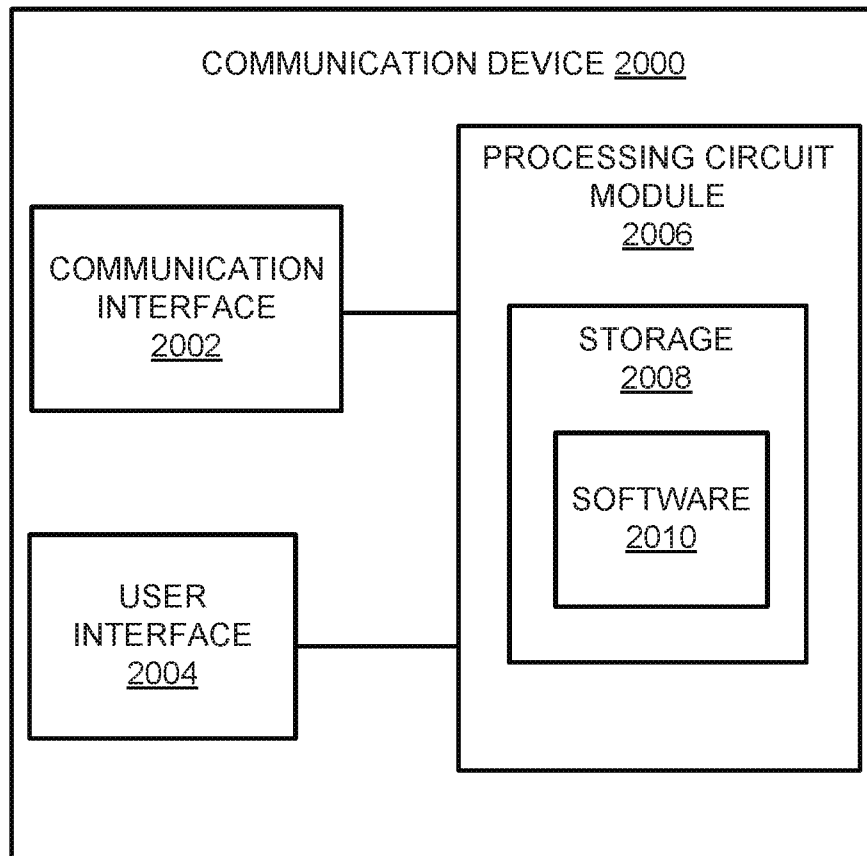 COMMUNICATION DEVICE 2000
PROCESSING CIRCUIT
MODULE
2006
COMMUNICATION
INTERFACE
2002
STORAGE
2008
SOFTWARE
2010
USER
INTERFACE
2004